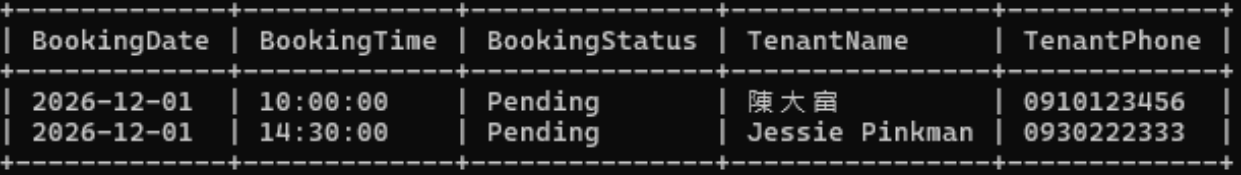 +-------------+-------------+---------------+----------------+-------------+
| BookingDate | BookingTime | BookingStatus | TenantName     | TenantPhone |
+-------------+-------------+---------------+----------------+-------------+
| 2026-12-01  | 10:00:00    | Pending       | 陳大富         | 0910123456  |
| 2026-12-01  | 14:30:00    | Pending       | Jessie Pinkman | 0930222333  |
+-------------+-------------+---------------+----------------+-------------+